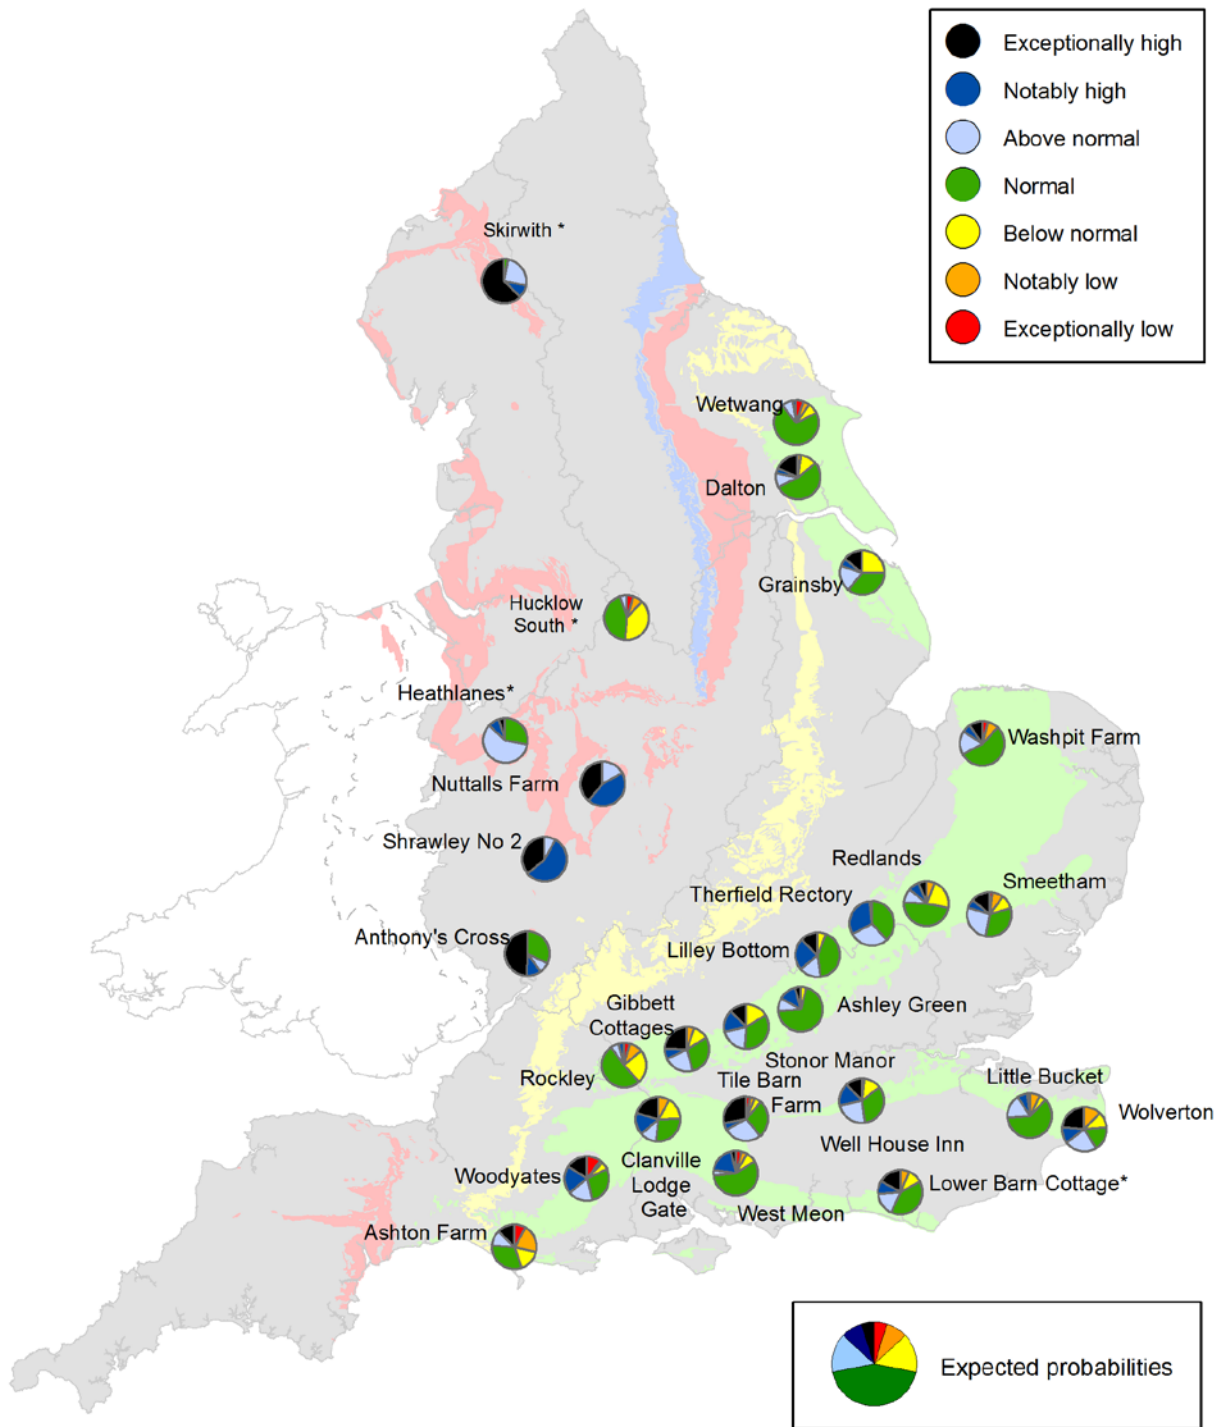 Exceptionally high
Notably high
Above normal
Normal
Below normal
Notably low
Exceptionally low
Skirwith *
Wetwang
Dalton
Grainsby
Hucklow
South *
Heathlanes*
Washpit Farm
Nuttalls Farm
Shrawley No 2
Redlands
Smeetham
Therfield Rectory
Anthony's Cross
Lilley Bottom
Gibbett
Cottages
Ashley Green
Stonor Manor
Rockley
Tile Barn
Farm
Little Bucket
Wolverton
Well House Inn
Woodyates
Clanville
Lodge
Gate
Lower Barn Cottage*
West Meon
Ashton Farm
Expected probabilities